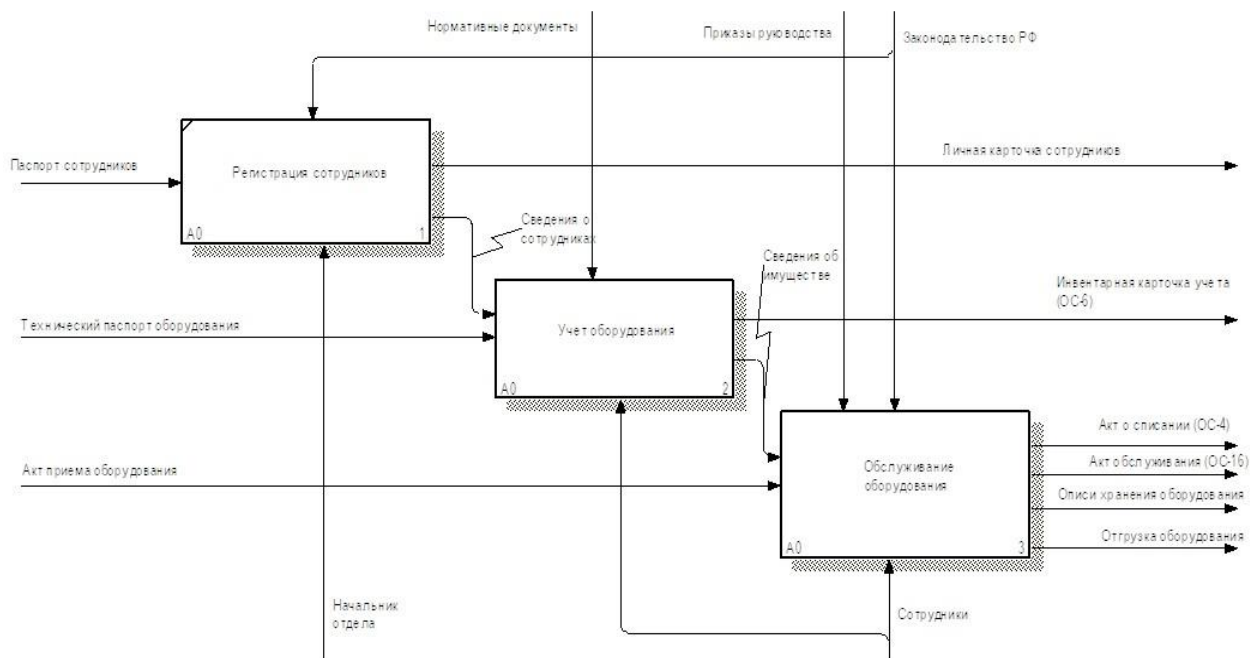 Нормативные документы
Приказы руководства
Законодательство РФ
Паспорт сотрудников
Регистрация сотрудников
Личная карточка сотрудников
A0
1
Сведения о
сотрудниках
Сведения об
имуществе
Инвентарная карточка учета
(ОС-6)
Технический паспорт оборудования
Учет оборудования
A0
2
Акт о списании (ОС-4)
Акт приема оборудования
Обслуживание
оборудования
Акт обслуживания (ОС-16)
Описи хранения оборудования
Отгрузка оборудования
A0
3
Начальник
отдела
Сотрудники